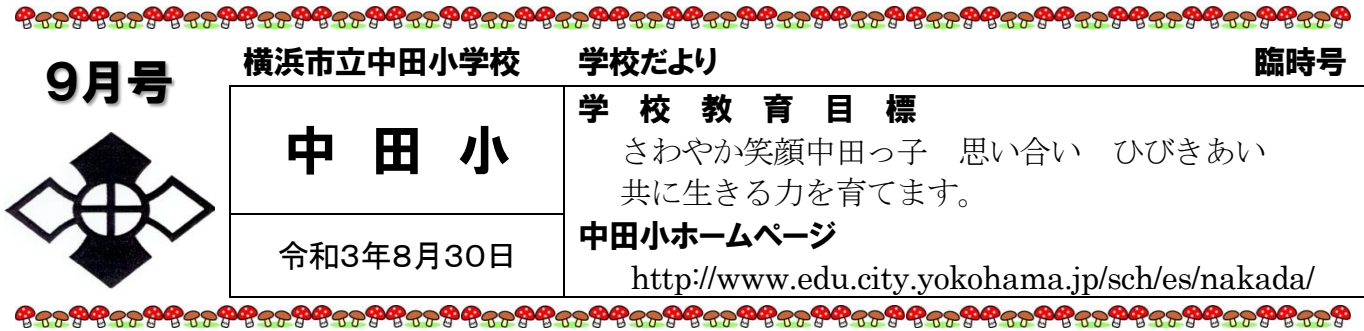 9月号
横浜市立中田小学校 学校だより 臨時号
中 田 小
令和3年8月30日
学 校 教 育 目 標
さわやか笑顔中田っ子 思い合い ひびきあい
共に生きる力を育てます。
中田小ホームページ
http://www.edu.city.yokohama.jp/sch/es/nakada/